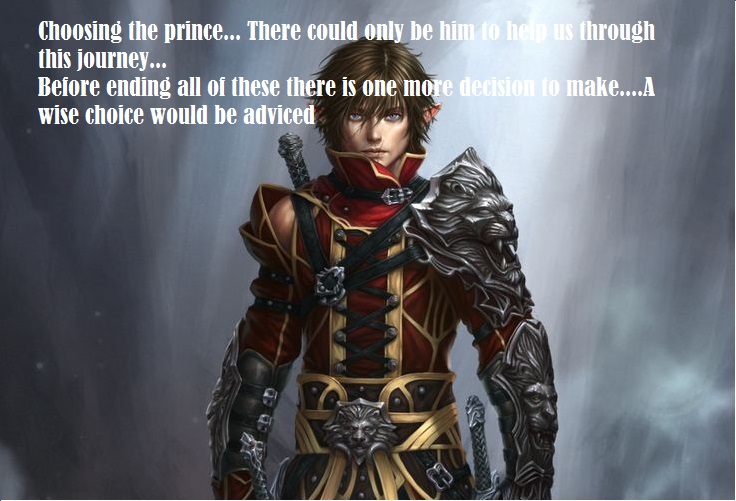 Choosing the prince... There could only be him to help us through
this journey...
Before ending all of these there is one more decision to make....A
wise choice would be adviced